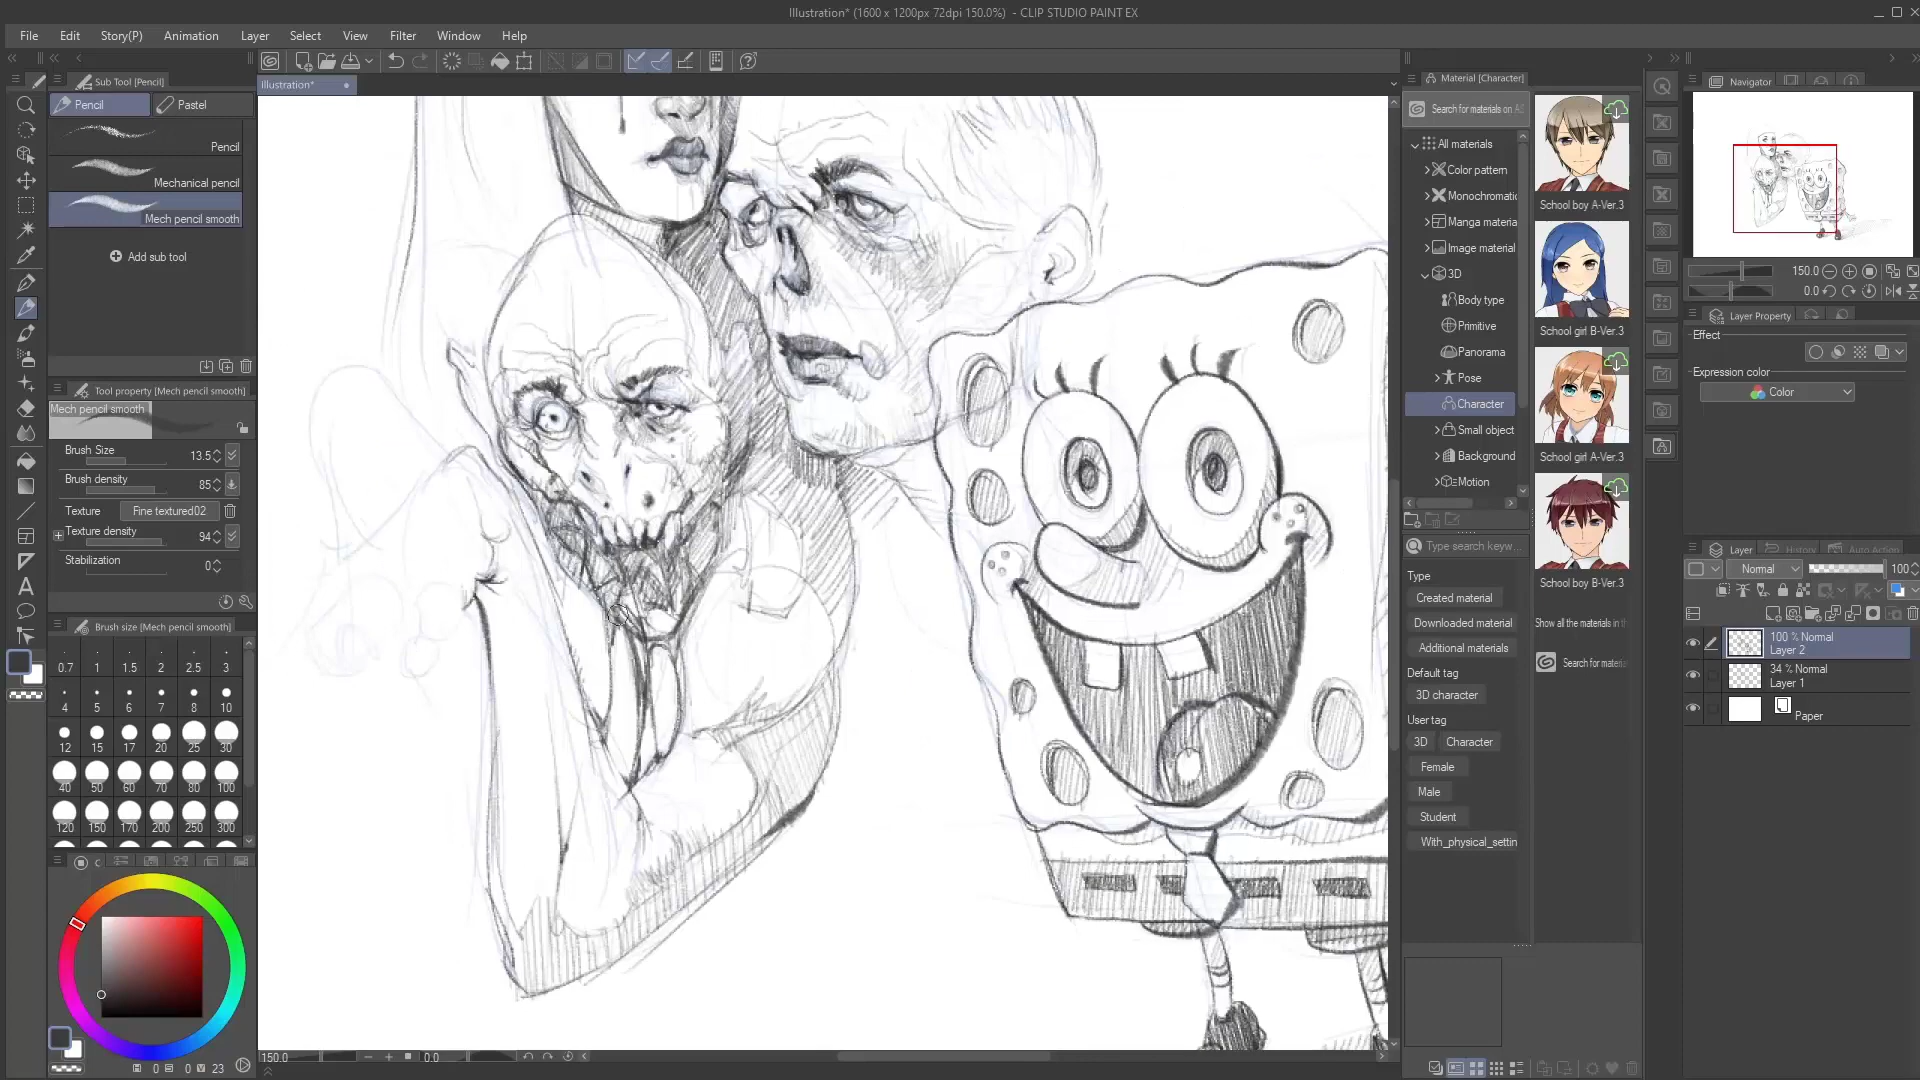 Illustration* (1600 x 1200px 72dpi 150.0%) - CLIP STUDIO PAINT EX
File Edit Story(P) Animation Layer Select View Filter Window Help
Sub Tool [Pencil]
Pencil Pastel
Pencil
Mechanical pencil
Mech pencil smooth
Add sub tool
Tool property [Mech pencil smooth]
Mech pencil smooth
Brush Size 13.5
Brush density 85
Texture Fine textured02
Texture density 94
Stabilization 0
Brush size [Mech pencil smooth]
0.7 1 1.5 2 2.5 3
4 5 6 7 8 10
12 15 17 20 25 30
40 50 60 70 80 100
120 150 170 200 250 300
0 0 23
Illustration*
150.0 0.0
Material [Character]
Search for materials on AS
All materials
Color pattern
Monochromatic
Manga material
Image material
3D
Body type
Primitive
Panorama
Pose
Character
Small object
Background
Motion
Type search keyw...
Type
Created material
Downloaded material
Additional materials
Default tag
3D character
User tag
3D Character
Female
Male
Student
With_physical_settin
School boy A-Ver.3
School girl B-Ver.3
School girl A-Ver.3
School boy B-Ver.3
Show all the materials in th
Search for materia
Navigator
150.0
0.0
Layer Property
Effect
Expression color
Color
Layer History Auto Action
Normal 100
100 % Normal
Layer 2
34 % Normal
Layer 1
Paper